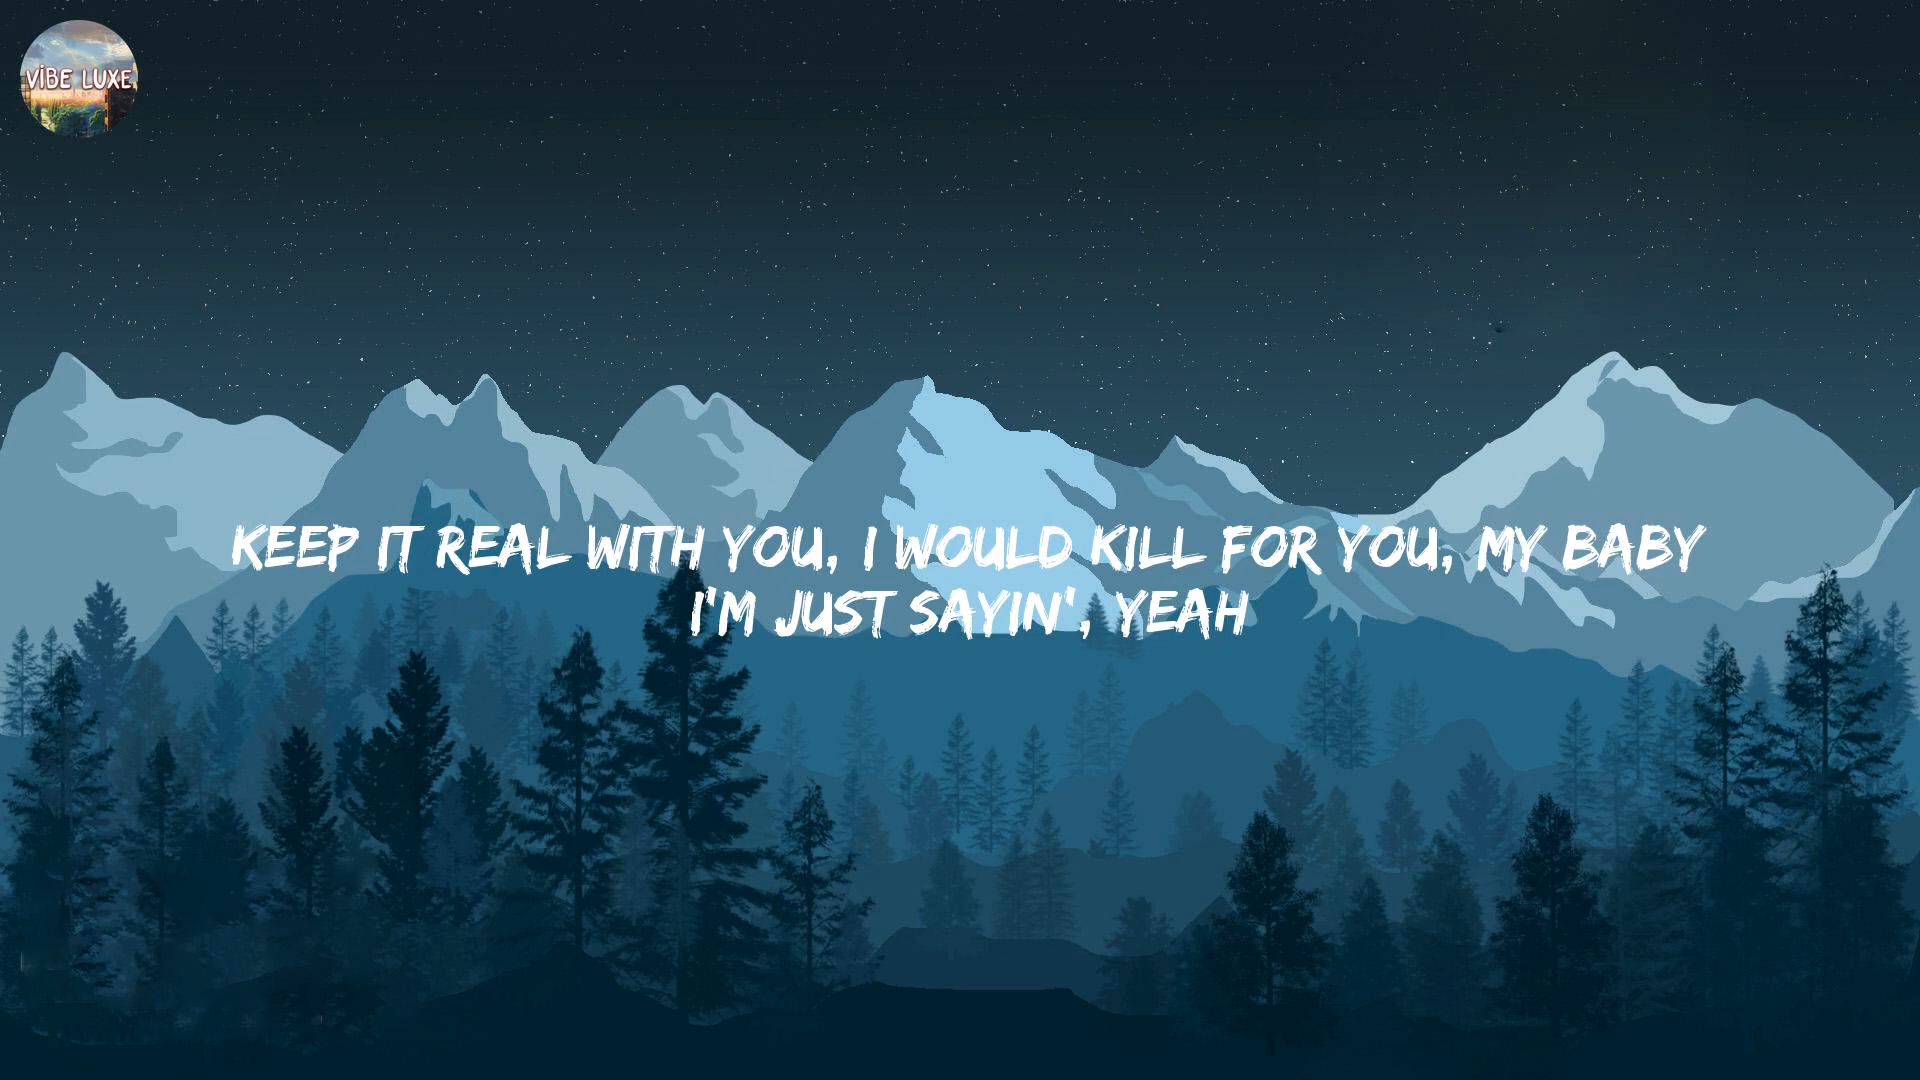 VİBE LUXE
KEEP IT REAL WITH YOU, I WOULD KILL FOR YOU, MY BABY
I'M JUST SAYIN', YEAH